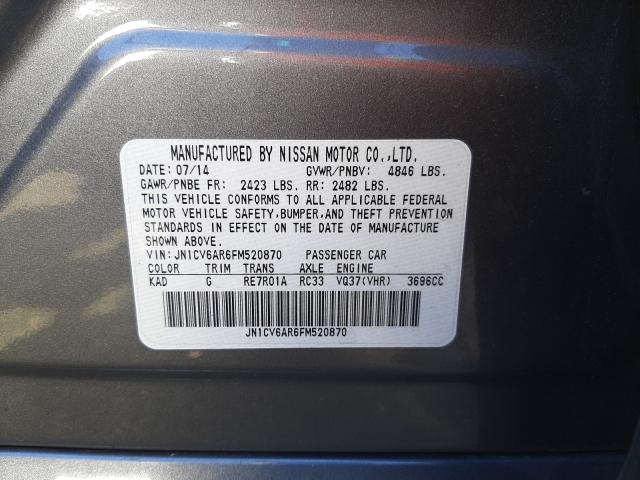 MANUFACTURED BY NISSAN MOTOR CO.,LTD.
DATE: 07/14 GVWR/PNBV: 4846 LBS.
GAWR/PNBE FR: 2423 LBS. RR: 2482 LBS.
THIS VEHICLE CONFORMS TO ALL APPLICABLE FEDERAL
MOTOR VEHICLE SAFETY,BUMPER,AND THEFT PREVENTION
STANDARDS IN EFFECT ON THE DATE OF MANUFACTURE
SHOWN ABOVE.
VIN: JN1CV6AR6FM520870 PASSENGER CAR
COLOR TRIM TRANS AXLE ENGINE
KAD G RE7R01A RC33 VQ37(VHR) 3696CC
JN1CV6AR6FM520870